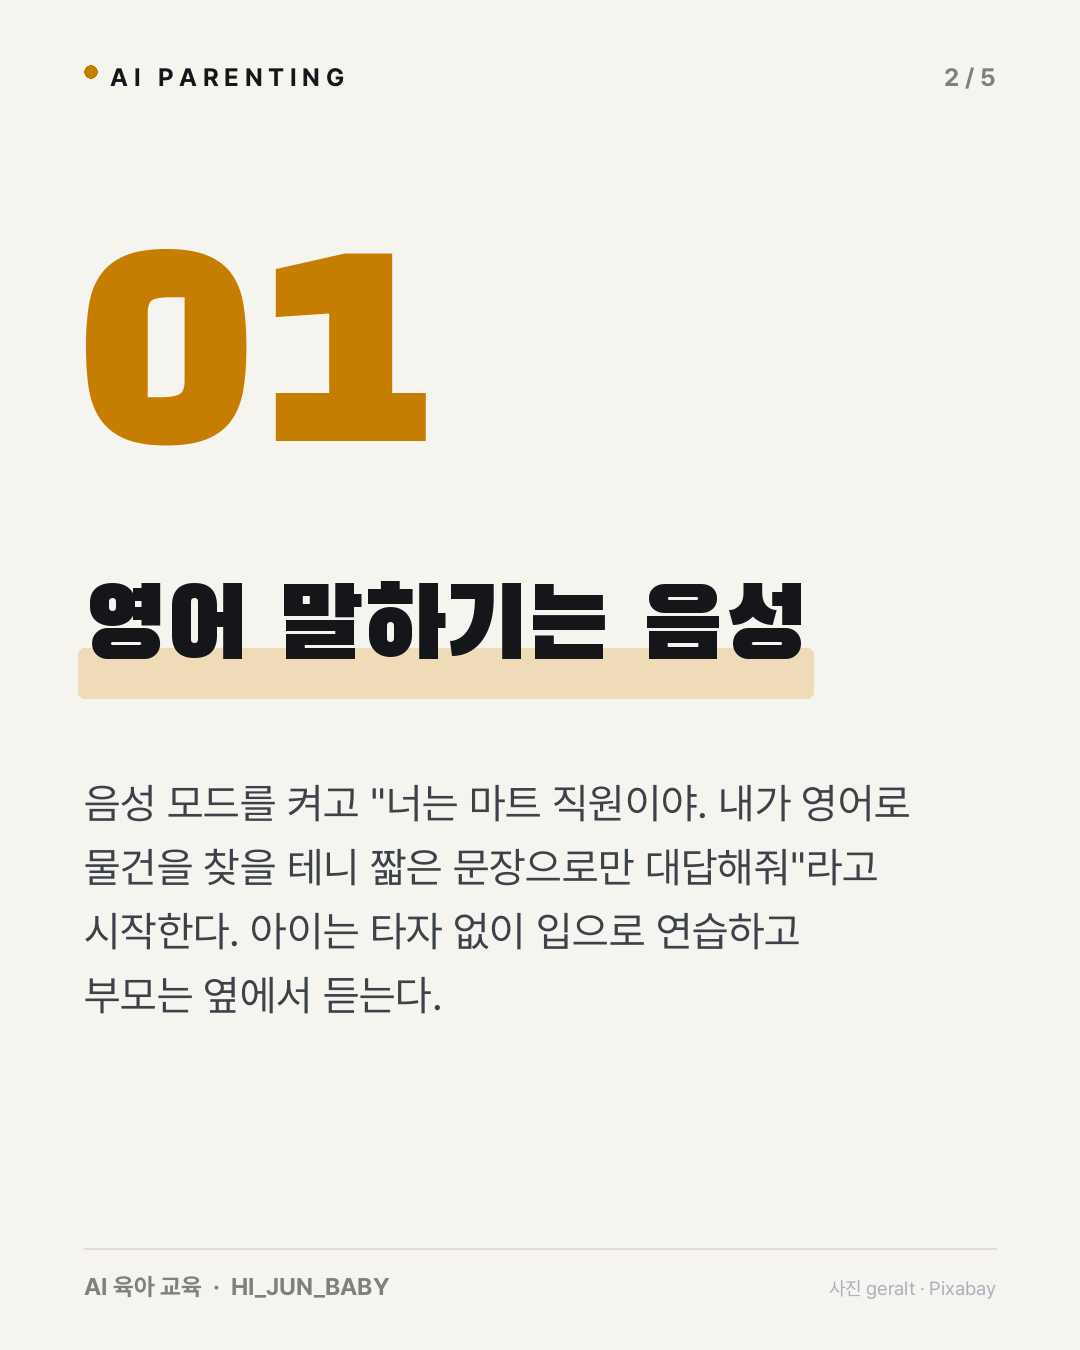 AI PARENTING
2 / 5
01
영어 말하기는 음성
음성 모드를 켜고 "너는 마트 직원이야. 내가 영어로
물건을 찾을 테니 짧은 문장으로만 대답해줘"라고
시작한다. 아이는 타자 없이 입으로 연습하고
부모는 옆에서 듣는다.
AI 육아 교육 · HI_JUN_BABY
사진 geralt · Pixabay